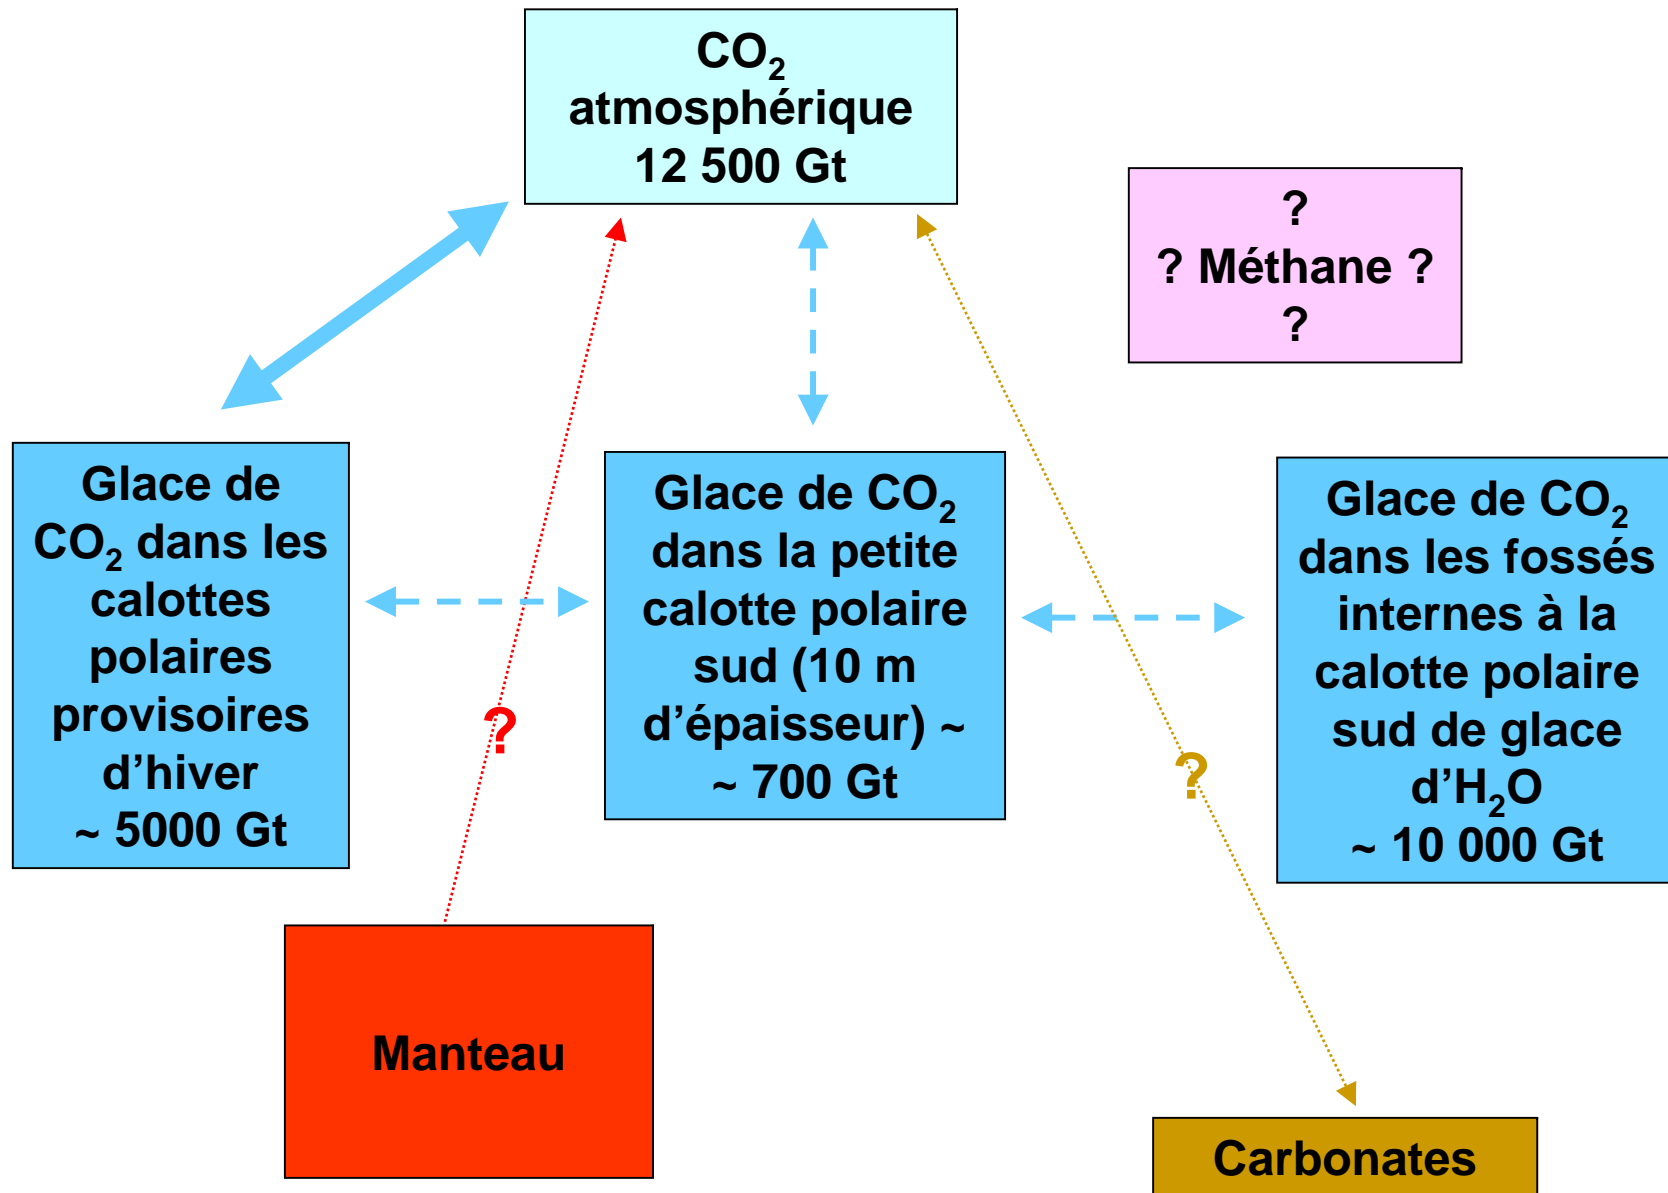 CO₂
atmosphérique
12 500 Gt
?
? Méthane ?
?
Glace de
CO₂ dans les
calottes
polaires
provisoires
d’hiver
~ 5000 Gt
Glace de CO₂
dans la petite
calotte polaire
sud (10 m
d’épaisseur) ~
~ 700 Gt
Glace de CO₂
dans les fossés
internes à la
calotte polaire
sud de glace
d’H₂O
~ 10 000 Gt
?
?
Manteau
Carbonates